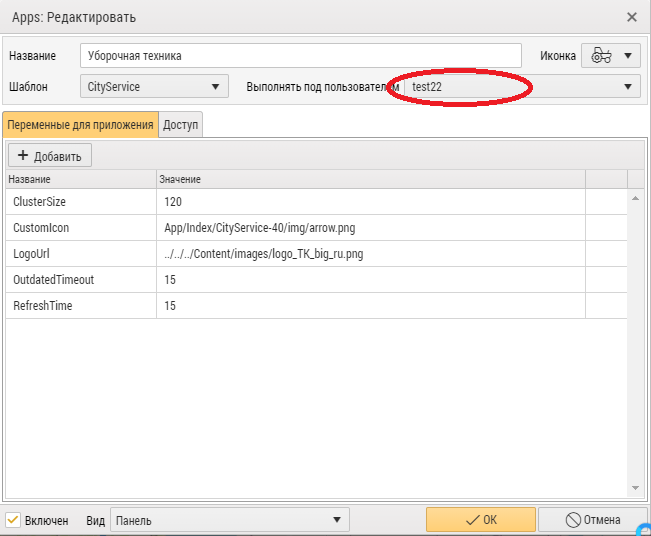 Apps: Редактировать
Название Уборочная техника Иконка
Шаблон CityService Выполнять под пользователем test22
Переменные для приложения Доступ
+ Добавить
Название Значение
ClusterSize 120
CustomIcon App/Index/CityService-40/img/arrow.png
LogoUrl ../../../Content/images/logo_TK_big_ru.png
OutdatedTimeout 15
RefreshTime 15
Включен Вид Панель OK Отмена